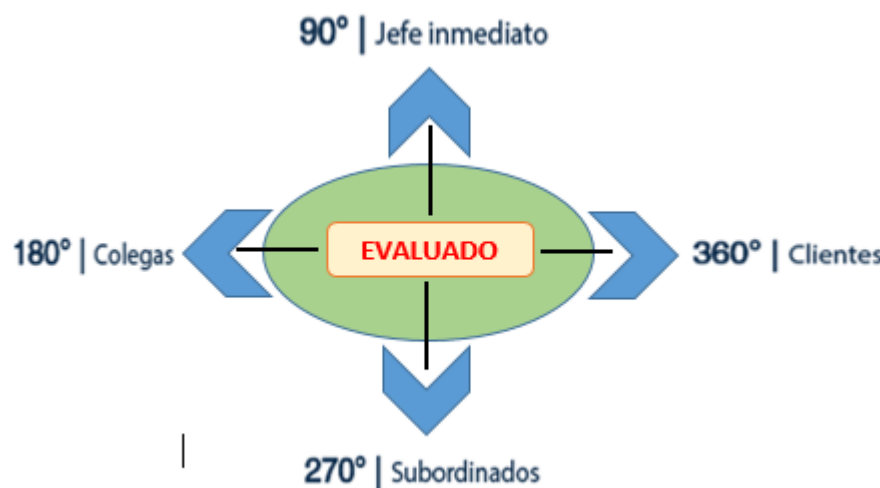 90° | Jefe inmediato
180° | Colegas
EVALUADO
360° | Clientes
270° | Subordinados